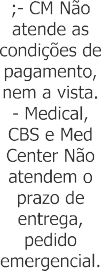 ;- CM Não
atende as
condições de
pagamento,
nem a vista.
- Medical,
CBS e Med
Center Não
atendem o
prazo de
entrega,
pedido
emergencial.